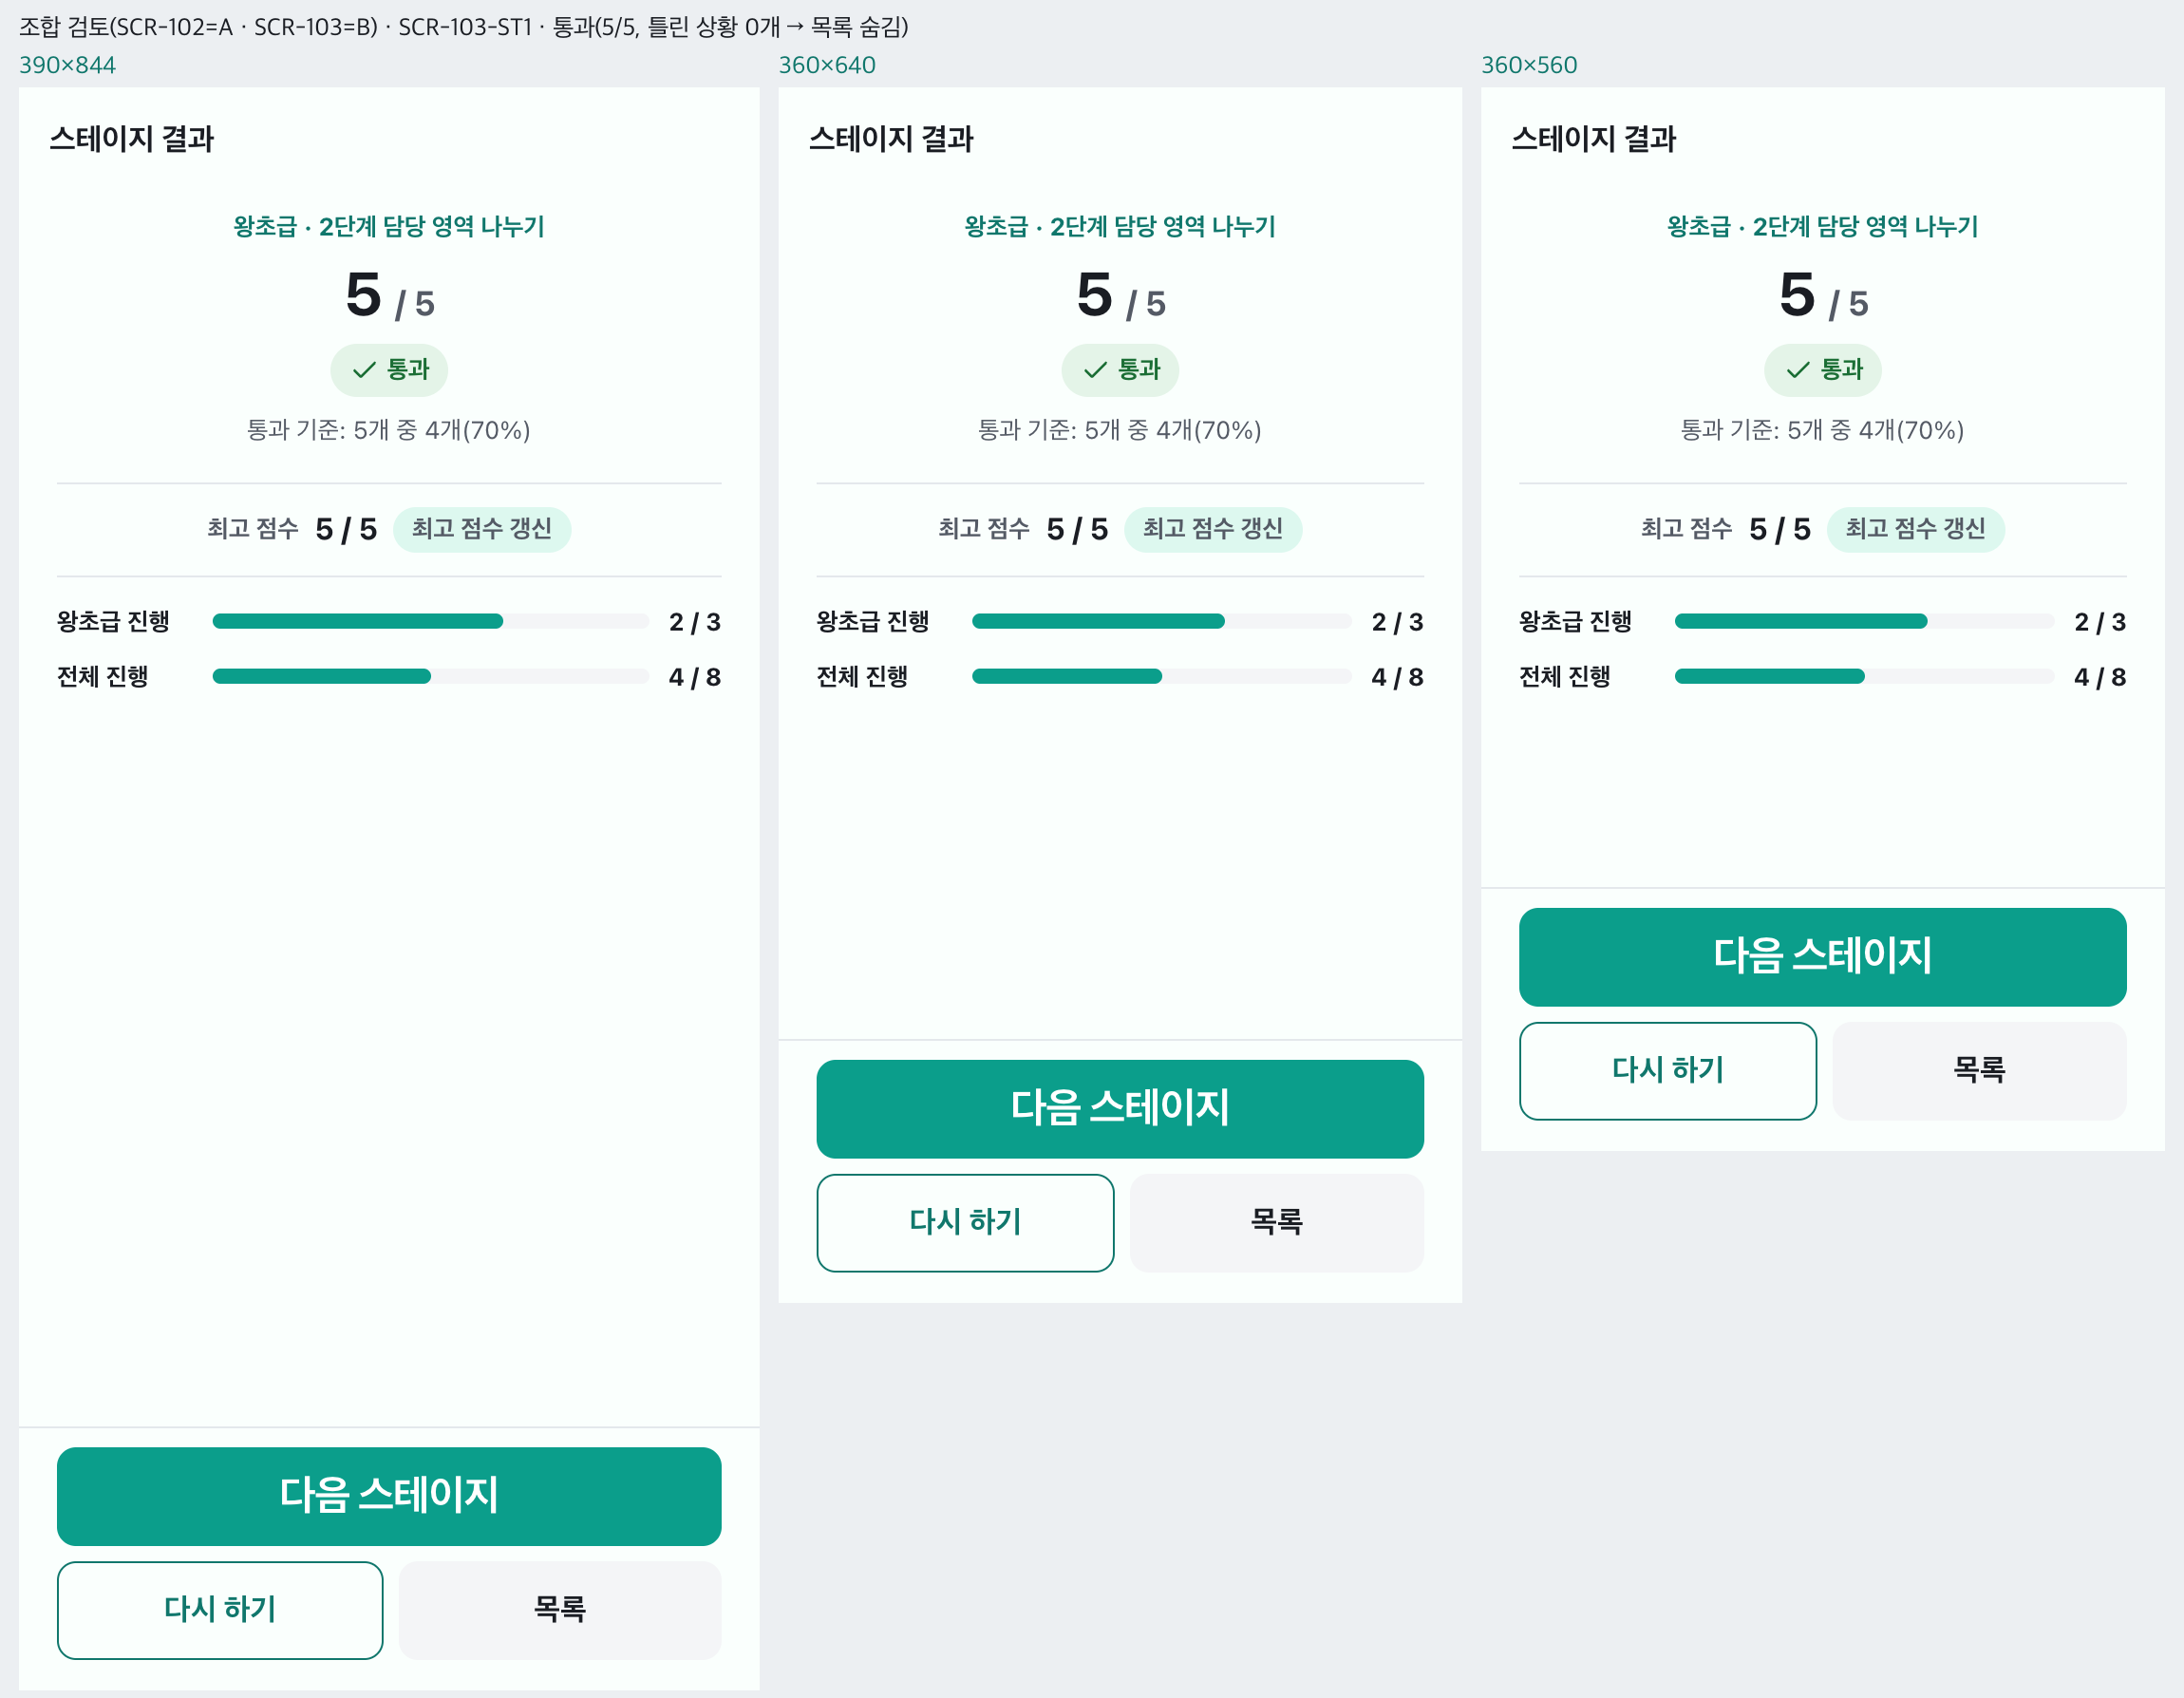 조합 검토(SCR-102=A · SCR-103=B) · SCR-103-ST1 · 통과(5/5, 틀린 상황 0개 → 목록 숨김)
390×844
스테이지 결과
왕초급 · 2단계 담당 영역 나누기
5 / 5
통과
통과 기준: 5개 중 4개(70%)
최고 점수 5 / 5 최고 점수 갱신
왕초급 진행 2 / 3
전체 진행 4 / 8
다음 스테이지
다시 하기 목록
360×640
스테이지 결과
왕초급 · 2단계 담당 영역 나누기
5 / 5
통과
통과 기준: 5개 중 4개(70%)
최고 점수 5 / 5 최고 점수 갱신
왕초급 진행 2 / 3
전체 진행 4 / 8
다음 스테이지
다시 하기 목록
360×560
스테이지 결과
왕초급 · 2단계 담당 영역 나누기
5 / 5
통과
통과 기준: 5개 중 4개(70%)
최고 점수 5 / 5 최고 점수 갱신
왕초급 진행 2 / 3
전체 진행 4 / 8
다음 스테이지
다시 하기 목록